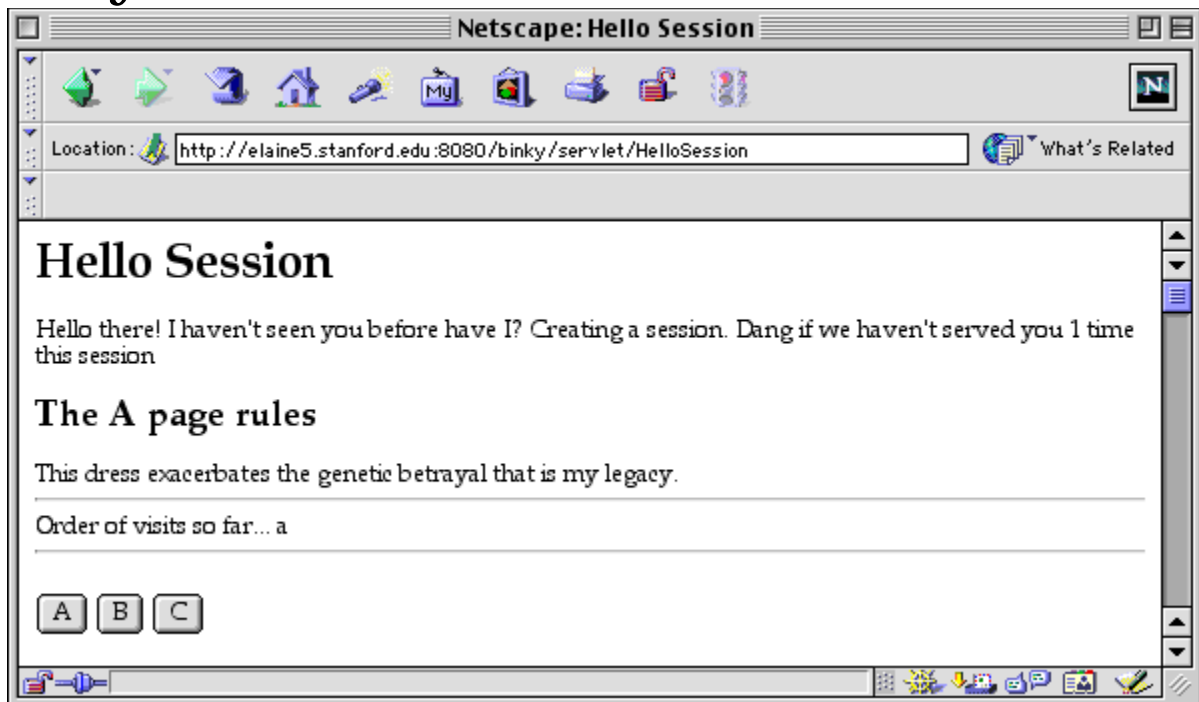 Netscape: Hello Session
My
N
Location: http://elaine5.stanford.edu:8080/binky/servlet/HelloSession What's Related
Hello Session
Hello there! I haven't seen you before have I? Creating a session. Dang if we haven't served you 1 time
this session
The A page rules
This dress exacerbates the genetic betrayal that is my legacy.
Order of visits so far... a
A B C